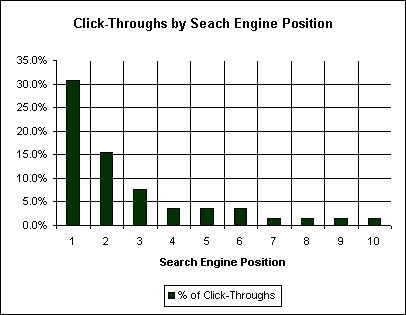 Click-Throughs by Seach Engine Position
35.0%
30.0%
25.0%
20.0%
15.0%
10.0%
5.0%
0.0%
1 2 3 4 5 6 7 8 9 10
Search Engine Position
% of Click-Throughs